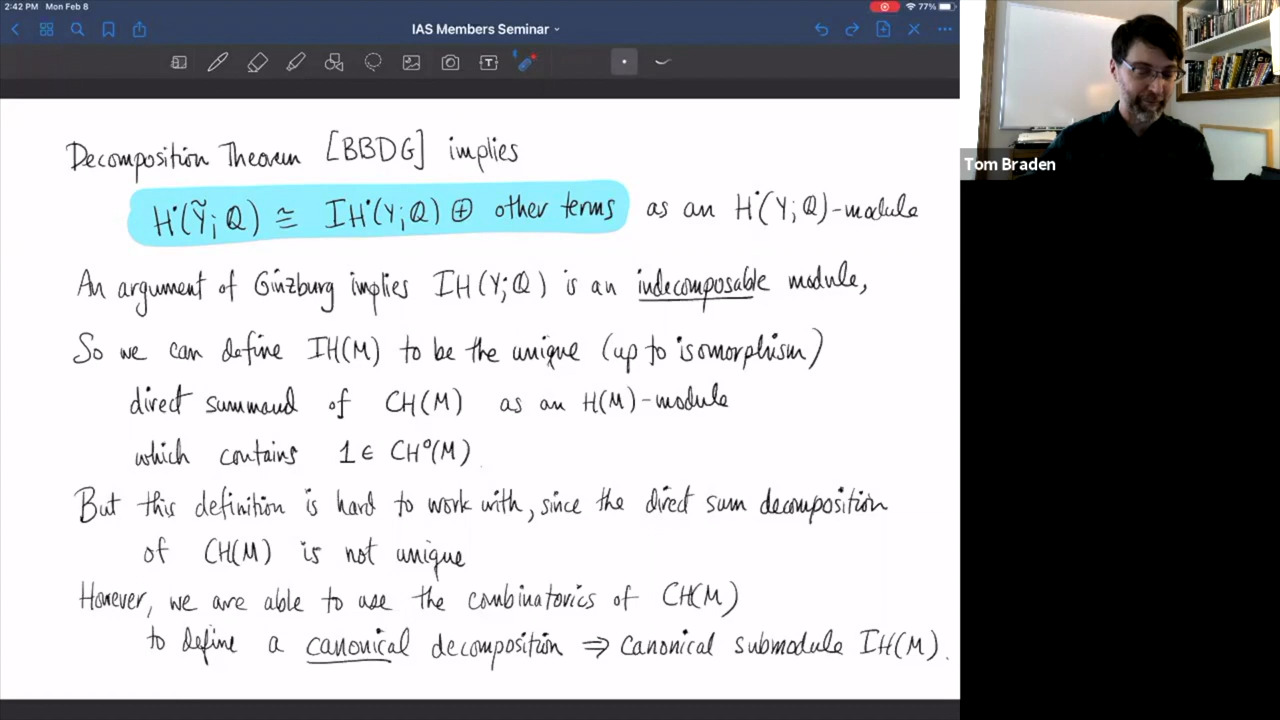 2:42 PM Mon Feb 8
77%
IAS Members Seminar
Decomposition Theorem [BBDG] implies
H^•(Ỹ;ℚ) ≅ IH^•(Y;ℚ) ⊕ other terms as an H^•(Y;ℚ)-module
An argument of Ginzburg implies IH(Y;ℚ) is an indecomposable module,
So we can define IH(M) to be the unique (up to isomorphism)
direct summand of CH(M) as an H(M)-module
which contains 1 ∈ CH⁰(M)
But this definition is hard to work with, since the direct sum decomposition
of CH(M) is not unique
However, we are able to use the combinatorics of CH(M)
to define a canonical decomposition ⇒ canonical submodule IH(M).
Tom Braden